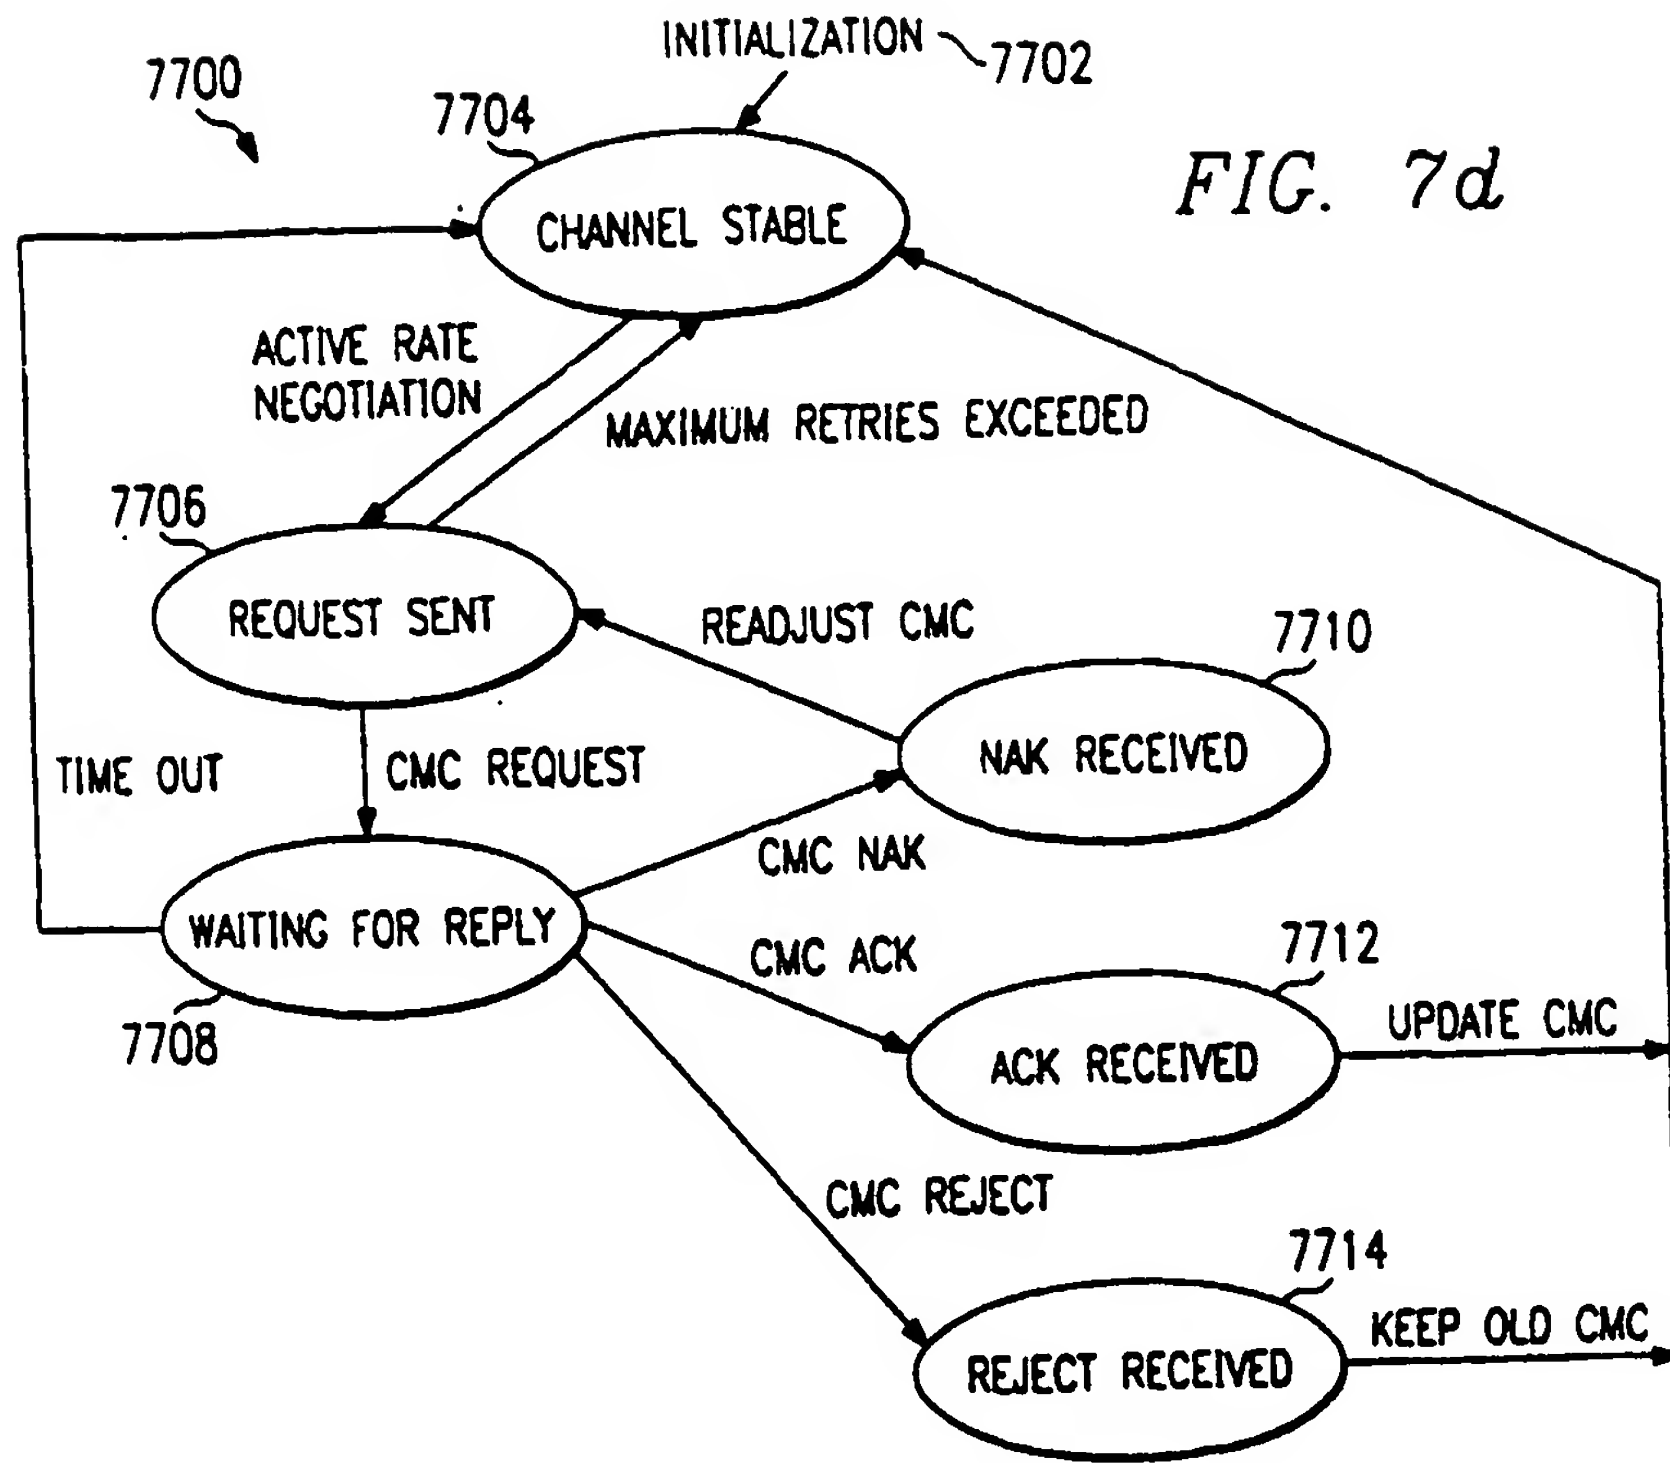 INITIALIZATION
7702
7700
7704
FIG. 7d
CHANNEL STABLE
ACTIVE RATE
NEGOTIATION
MAXIMUM RETRIES EXCEEDED
7706
REQUEST SENT
READJUST CMC
7710
NAK RECEIVED
TIME OUT
CMC REQUEST
CMC NAK
WAITING FOR REPLY
7708
CMC ACK
7712
ACK RECEIVED
UPDATE CMC
CMC REJECT
7714
REJECT RECEIVED
KEEP OLD CMC